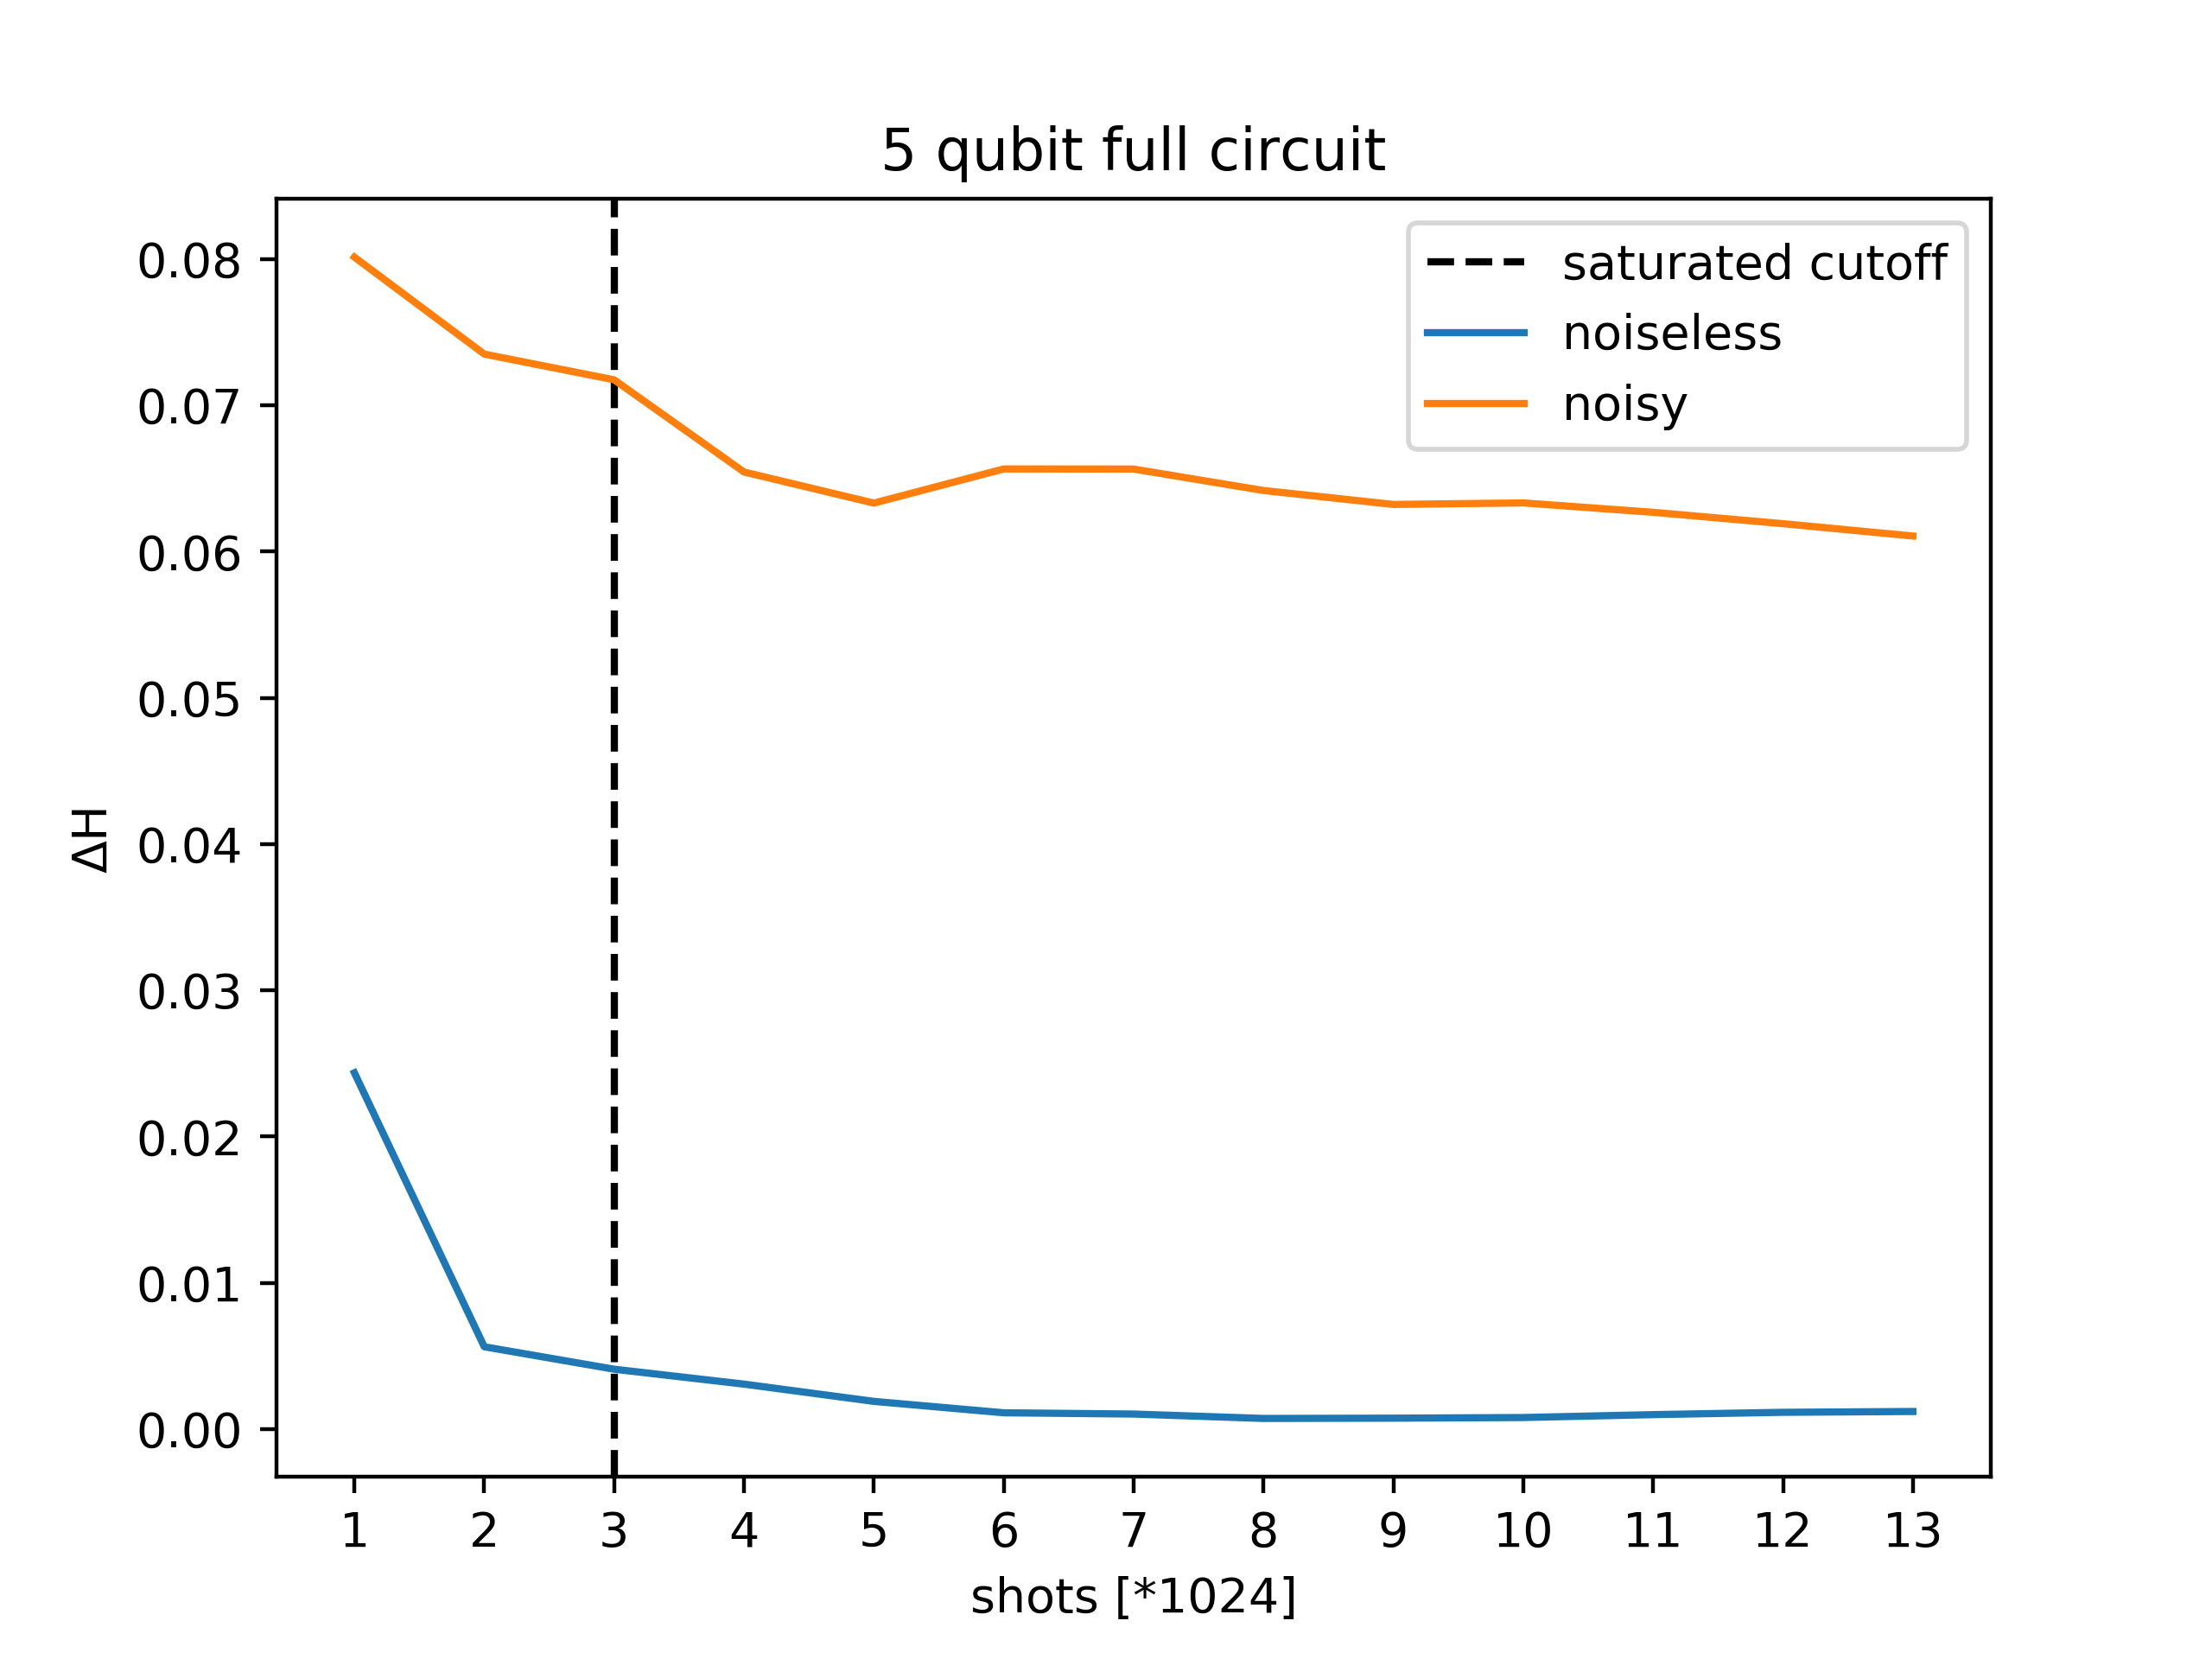 5 qubit full circuit
saturated cutoff
noiseless
noisy
0.08
0.07
0.06
0.05
0.04
0.03
0.02
0.01
0.00
ΔH
1 2 3 4 5 6 7 8 9 10 11 12 13
shots [*1024]